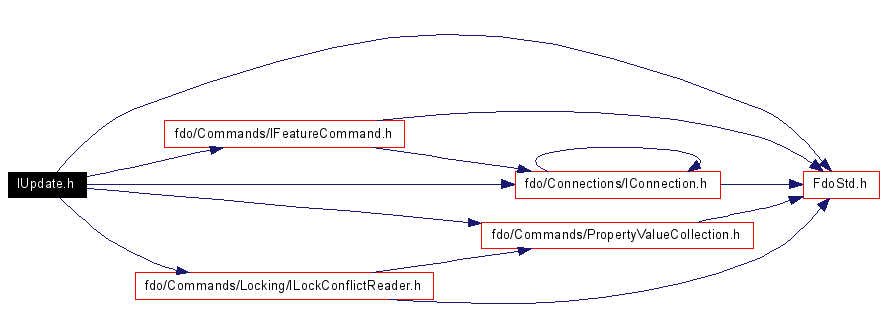 fdo/Commands/IFeatureCommand.h
IUpdate.h
fdo/Connections/IConnection.h
FdoStd.h
fdo/Commands/PropertyValueCollection.h
fdo/Commands/Locking/ILockConflictReader.h